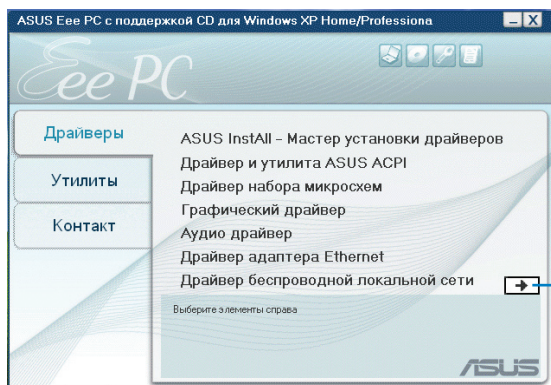 ASUS Eee PC с поддержкой CD для Windows XP Home/Professiona
Eee PC
Драйверы
Утилиты
Контакт
ASUS InstAll – Мастер установки драйверов
Драйвер и утилита ASUS ACPI
Драйвер набора микросхем
Графический драйвер
Аудио драйвер
Драйвер адаптера Ethernet
Драйвер беспроводной локальной сети
Выберите элементы справа
ASUS